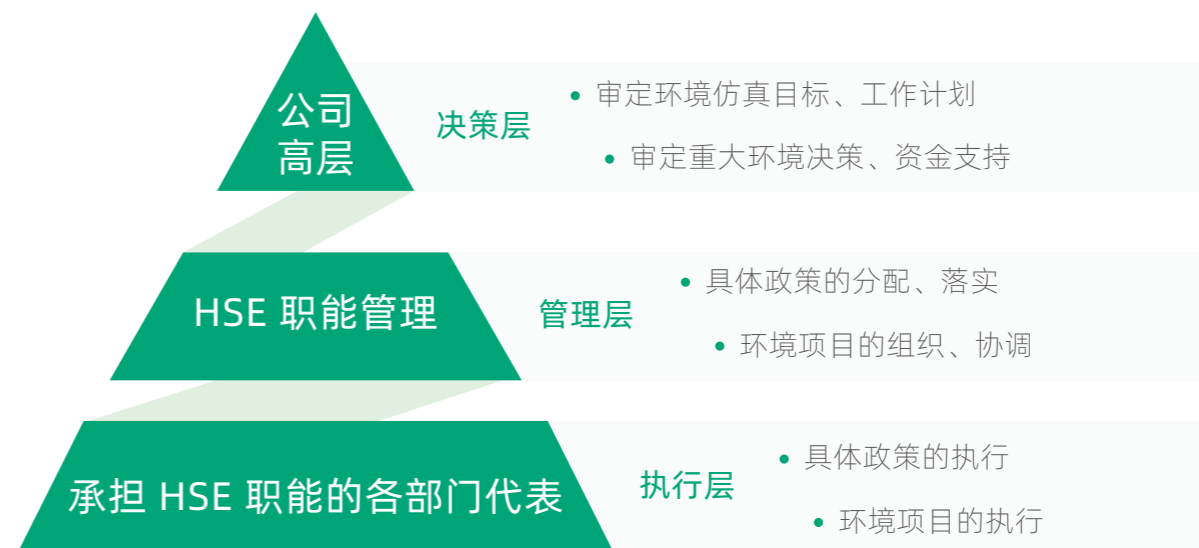 公司
高层
决策层
审定环境仿真目标、工作计划
审定重大环境决策、资金支持
HSE 职能管理
管理层
具体政策的分配、落实
环境项目的组织、协调
承担 HSE 职能的各部门代表
执行层
具体政策的执行
环境项目的执行